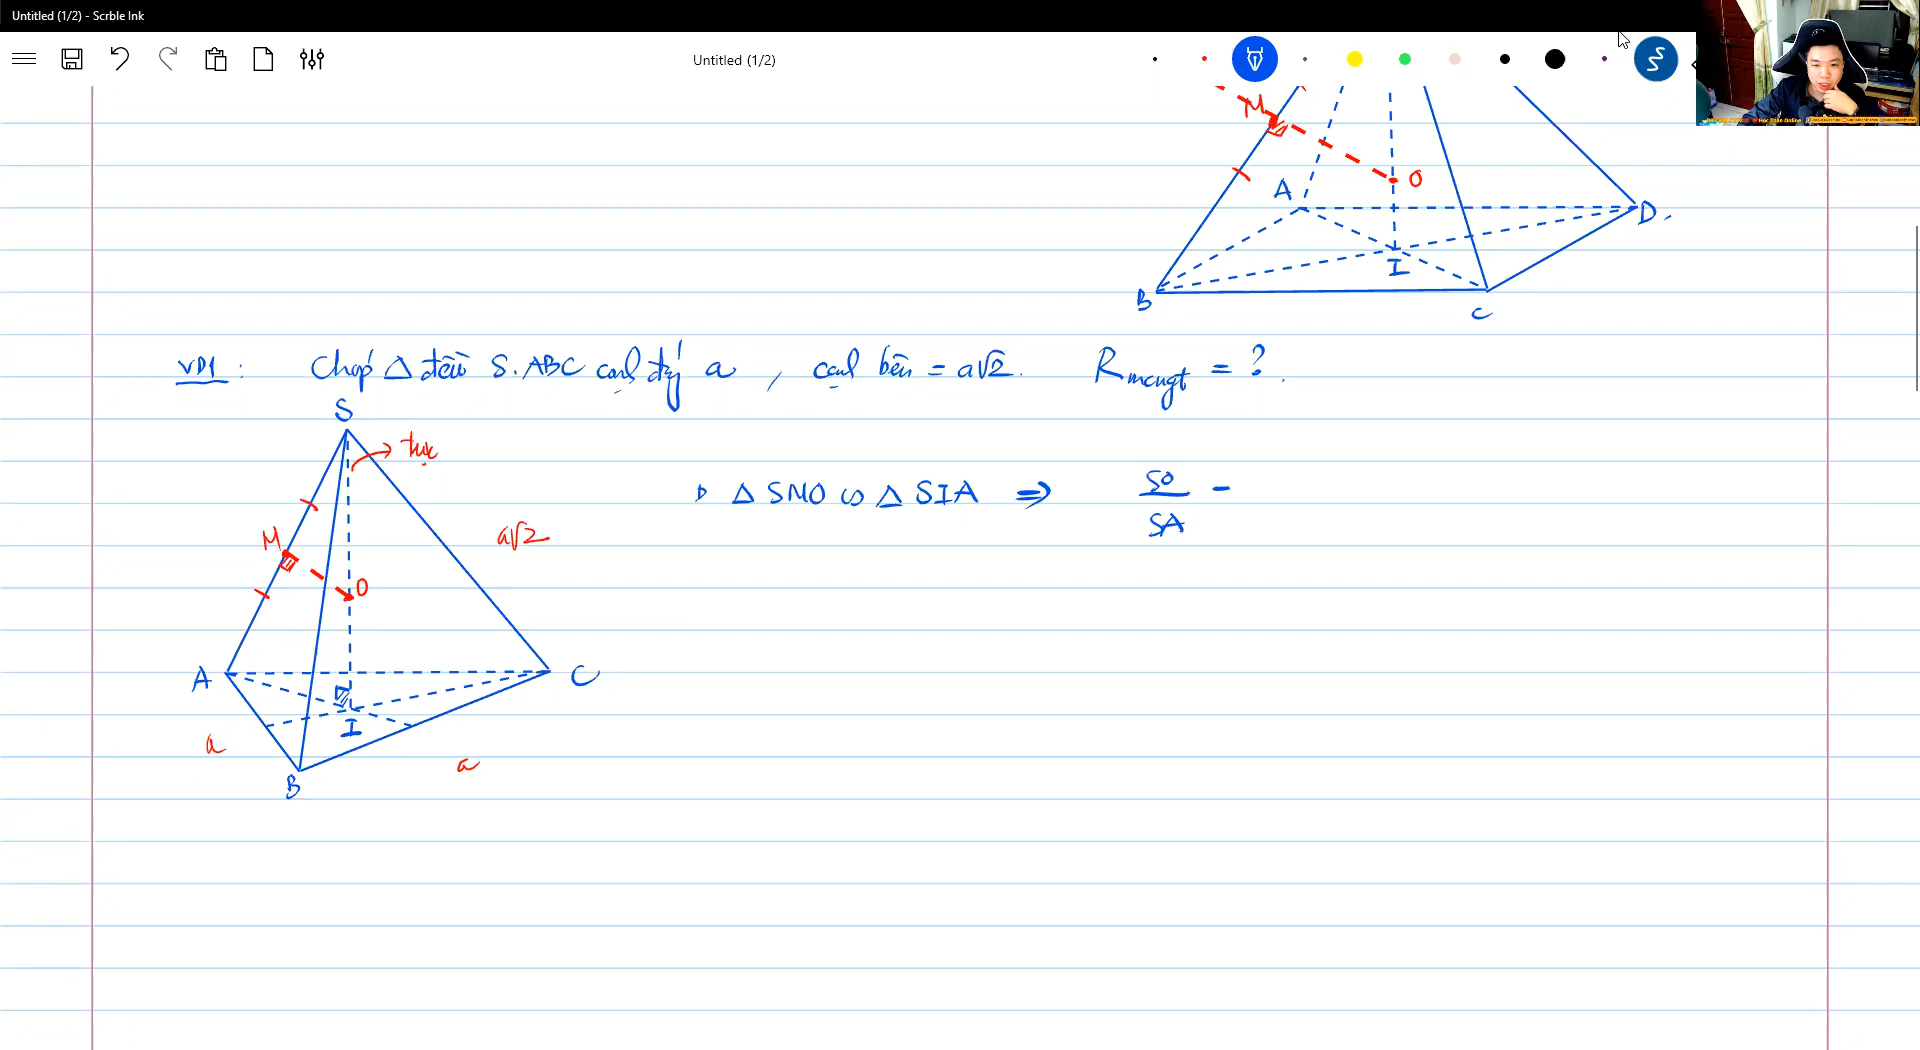 Untitled (1/2) - Scrble Ink
Untitled (1/2)
M
O
A
D.
I
B
C
VD1: Chóp Δ đều S.ABC cạnh đáy a, cạnh bên = a√2. Rmcngt = ?
S
trục
▷ Δ SMO ∽ Δ SIA ⇒ SO/SA =
a√2
M
O
A
C
I
a
a
B